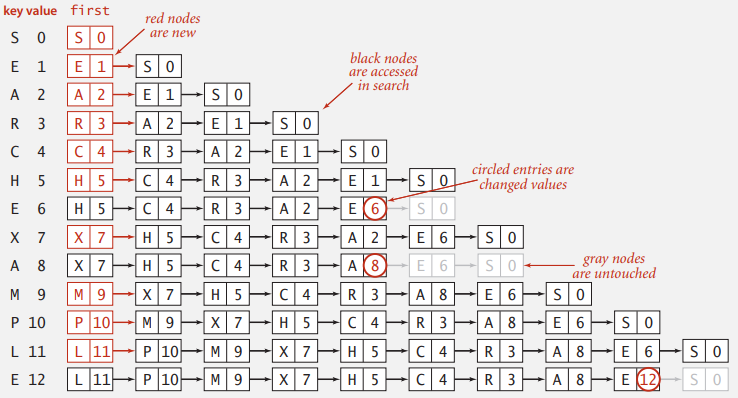 key value first
red nodes
are new
S 0 S 0
E 1 E 1 S 0
black nodes
are accessed
in search
A 2 A 2 E 1 S 0
R 3 R 3 A 2 E 1 S 0
C 4 C 4 R 3 A 2 E 1 S 0
circled entries are
changed values
H 5 H 5 C 4 R 3 A 2 E 1 S 0
E 6 H 5 C 4 R 3 A 2 E 6 S 0
X 7 X 7 H 5 C 4 R 3 A 2 E 6 S 0
gray nodes
are untouched
A 8 X 7 H 5 C 4 R 3 A 8 E 6 S 0
M 9 M 9 X 7 H 5 C 4 R 3 A 8 E 6 S 0
P 10 P 10 M 9 X 7 H 5 C 4 R 3 A 8 E 6 S 0
L 11 L 11 P 10 M 9 X 7 H 5 C 4 R 3 A 8 E 6 S 0
E 12 L 11 P 10 M 9 X 7 H 5 C 4 R 3 A 8 E 12 S 0